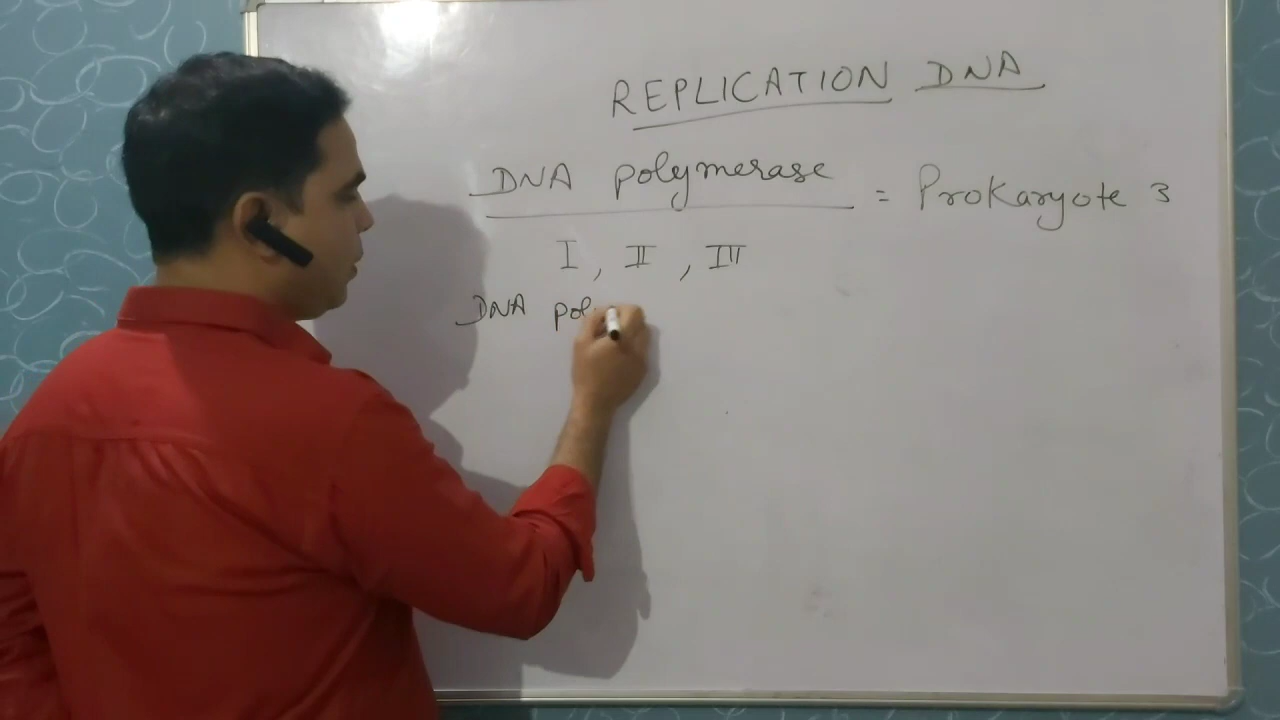 REPLICATION DNA
DNA polymerase = Prokaryote 3
I, II, III
DNA pol